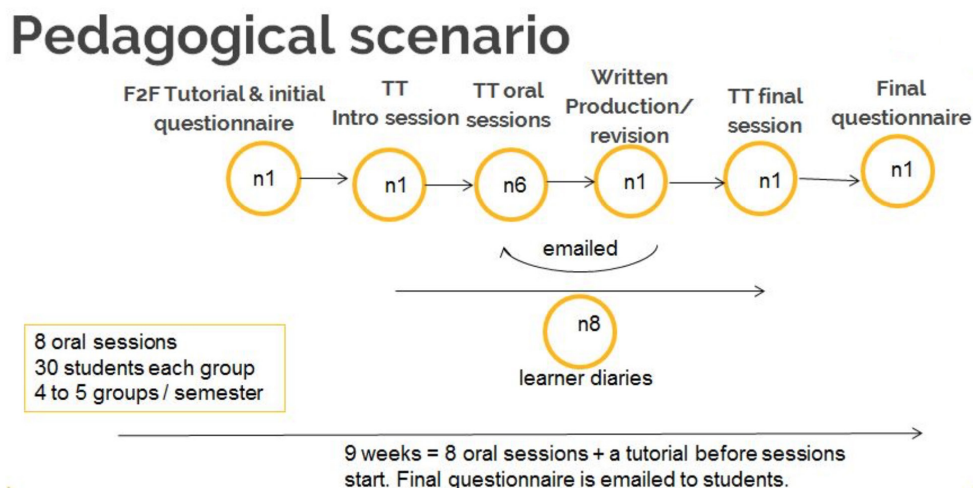 Pedagogical scenario
F2F Tutorial & initial
questionnaire
TT
Intro session
TT oral
sessions
Written
Production/
revision
TT final
session
Final
questionnaire
n1
n1
n6
n1
n1
n1
emailed
n8
learner diaries
8 oral sessions
30 students each group
4 to 5 groups / semester
9 weeks = 8 oral sessions + a tutorial before sessions
start. Final questionnaire is emailed to students.